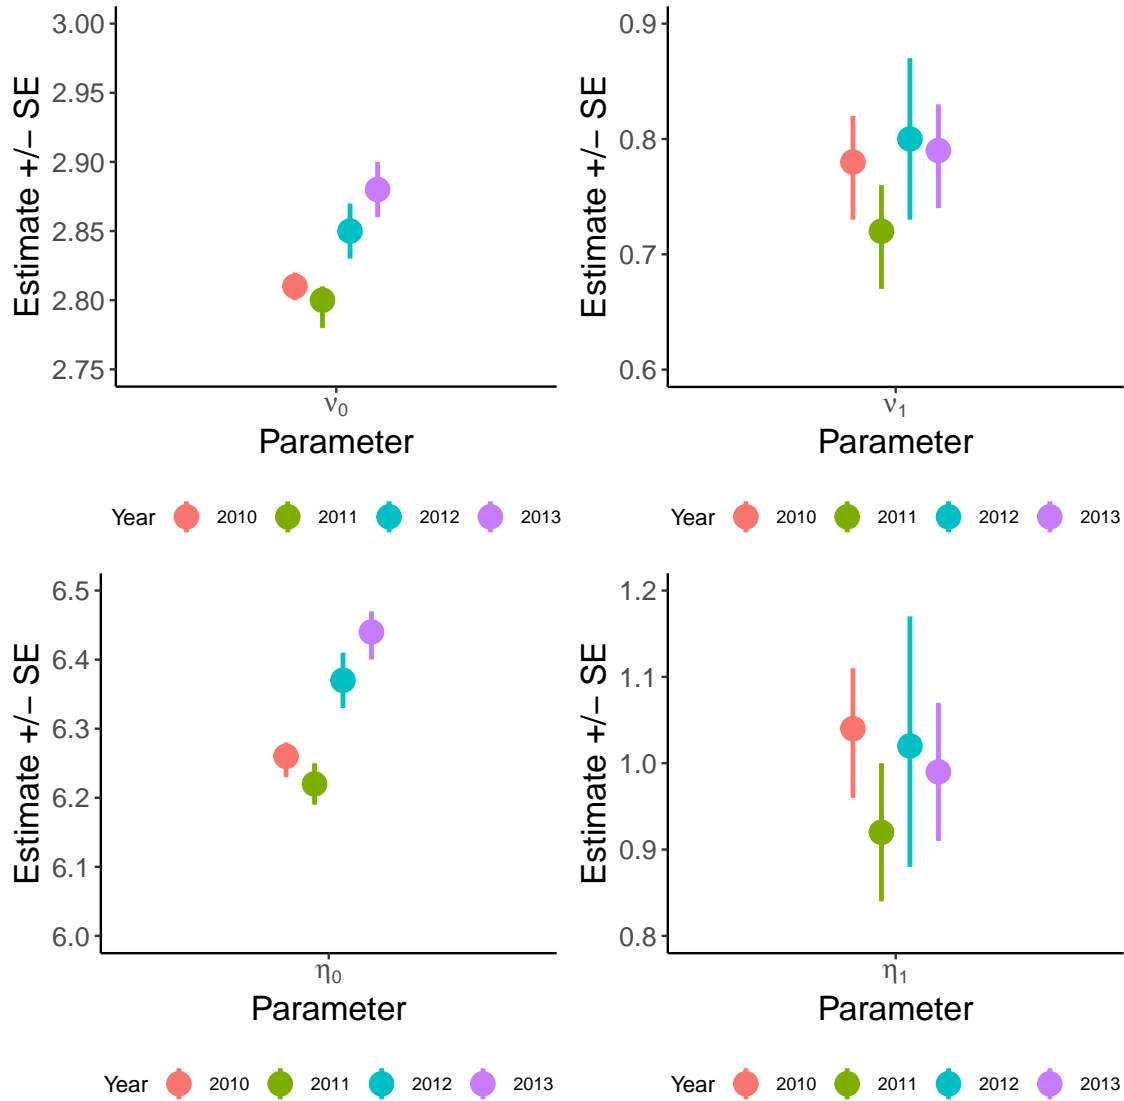 Estimate +/− SE
3.00
2.95
2.90
2.85
2.80
2.75
ν0
Parameter
Year 2010 2011 2012 2013
Estimate +/− SE
0.9
0.8
0.7
0.6
ν1
Parameter
Year 2010 2011 2012 2013
Estimate +/− SE
6.5
6.4
6.3
6.2
6.1
6.0
η0
Parameter
Year 2010 2011 2012 2013
Estimate +/− SE
1.2
1.1
1.0
0.9
0.8
η1
Parameter
Year 2010 2011 2012 2013